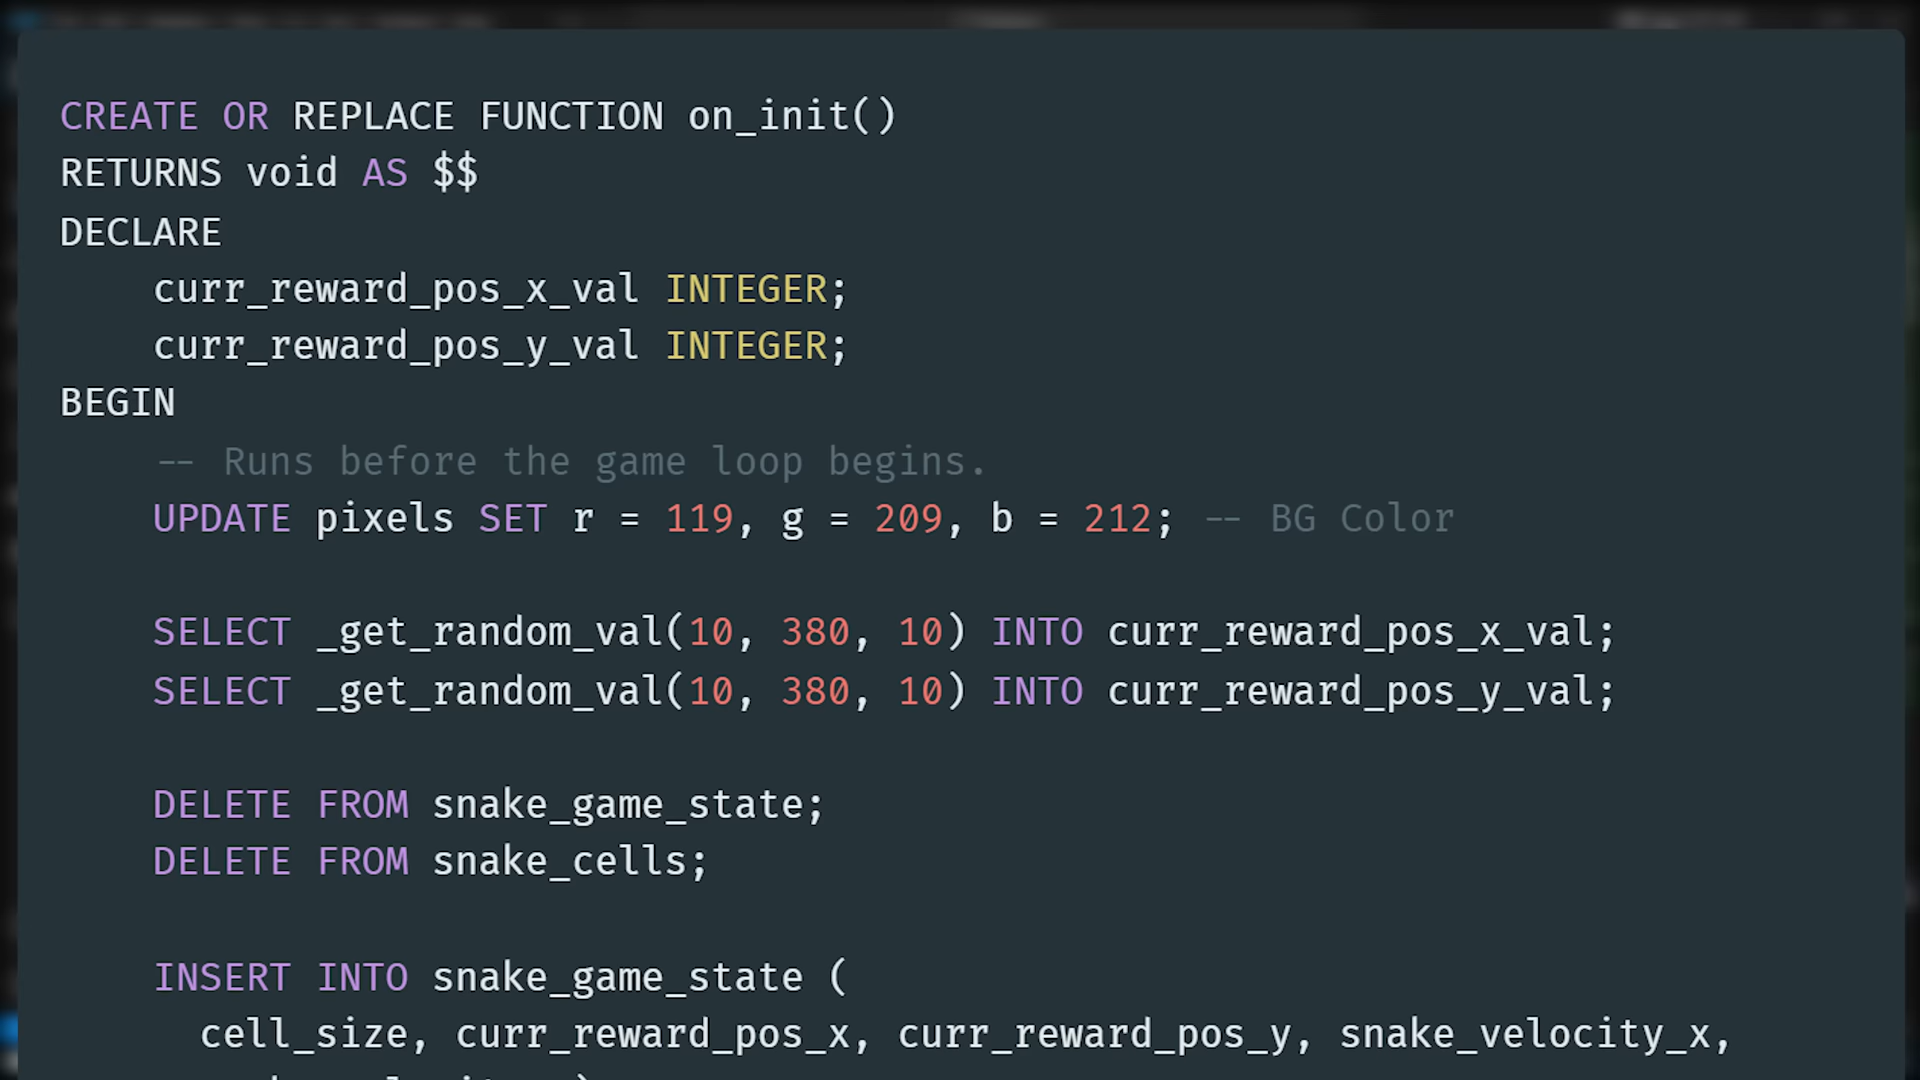 CREATE OR REPLACE FUNCTION on_init()
RETURNS void AS $$
DECLARE
    curr_reward_pos_x_val INTEGER;
    curr_reward_pos_y_val INTEGER;
BEGIN
    -- Runs before the game loop begins.
    UPDATE pixels SET r = 119, g = 209, b = 212; -- BG Color

    SELECT _get_random_val(10, 380, 10) INTO curr_reward_pos_x_val;
    SELECT _get_random_val(10, 380, 10) INTO curr_reward_pos_y_val;

    DELETE FROM snake_game_state;
    DELETE FROM snake_cells;

    INSERT INTO snake_game_state (
      cell_size, curr_reward_pos_x, curr_reward_pos_y, snake_velocity_x,